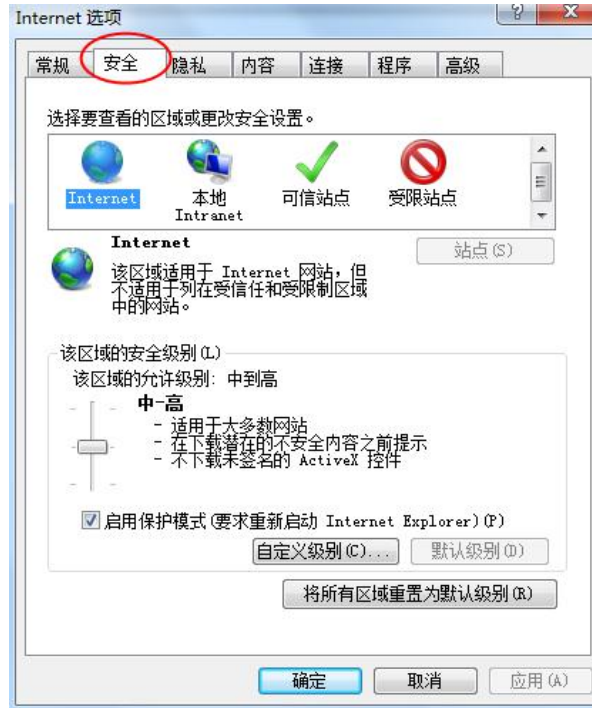 Internet 选项
常规 安全 隐私 内容 连接 程序 高级
选择要查看的区域或更改安全设置。
Internet 本地 可信站点 受限站点
Intranet
Internet
站点(S)
该区域适用于 Internet 网站，但
不适用于列在受信任和受限制区域
中的网站。
该区域的安全级别(L)
该区域的允许级别: 中到高
中-高
- 适用于大多数网站
- 在下载潜在的不安全内容之前提示
- 不下载未签名的 ActiveX 控件
启用保护模式(要求重新启动 Internet Explorer)(P)
自定义级别(C)... 默认级别(D)
将所有区域重置为默认级别(R)
确定 取消 应用(A)